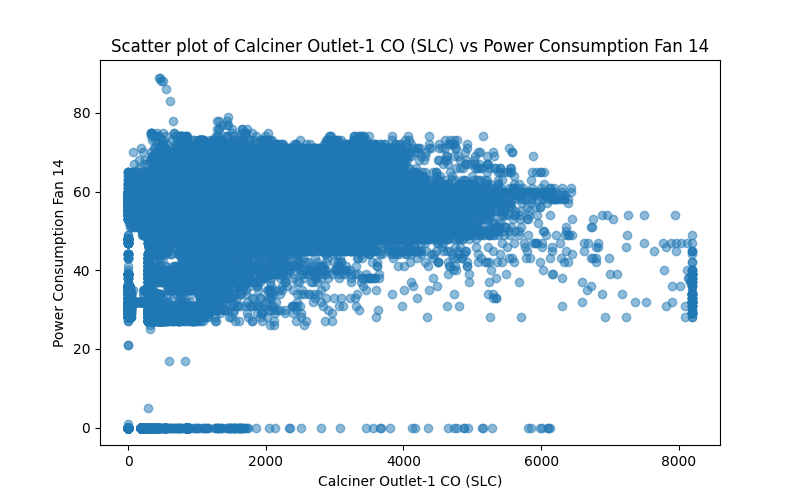 Scatter plot of Calciner Outlet-1 CO (SLC) vs Power Consumption Fan 14
80
60
40
20
0
Power Consumption Fan 14
0 2000 4000 6000 8000
Calciner Outlet-1 CO (SLC)